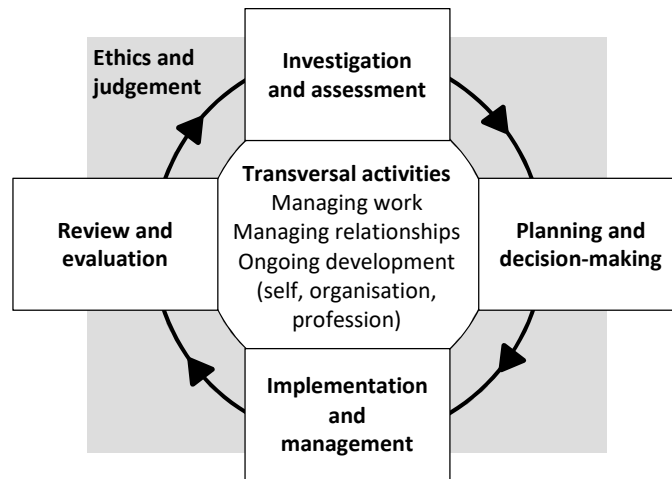 Ethics and
judgement
Investigation
and assessment
Transversal activities
Managing work
Managing relationships
Ongoing development
(self, organisation,
profession)
Review and
evaluation
Planning and
decision-making
Implementation
and
management